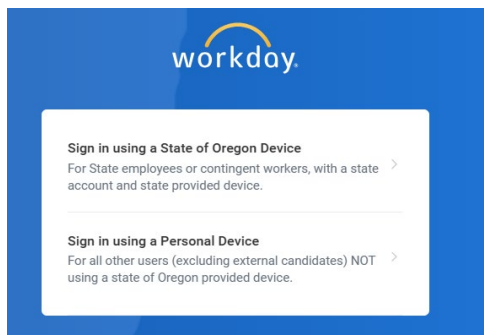 workday.
Sign in using a State of Oregon Device
For State employees or contingent workers, with a state
account and state provided device.
Sign in using a Personal Device
For all other users (excluding external candidates) NOT
using a state of Oregon provided device.